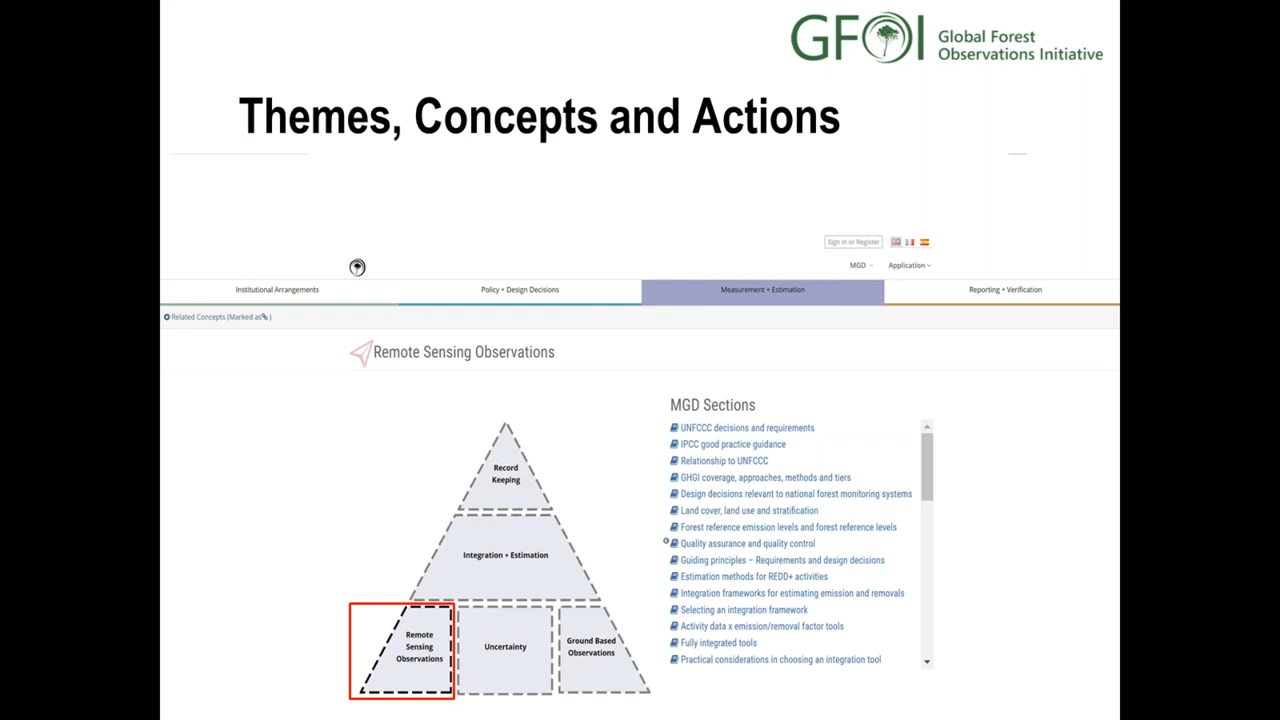 GFOI
Global Forest
Observations Initiative
Themes, Concepts and Actions
Sign in or Register
MGD
Application
Institutional Arrangements
Policy + Design Decisions
Measurement + Estimation
Reporting + Verification
Related Concepts (Marked as )
Remote Sensing Observations
Record
Keeping
Integration + Estimation
Remote
Sensing
Observations
Uncertainty
Ground Based
Observations
MGD Sections
UNFCCC decisions and requirements
IPCC good practice guidance
Relationship to UNFCCC
GHGI coverage, approaches, methods and tiers
Design decisions relevant to national forest monitoring systems
Land cover, land use and stratification
Forest reference emission levels and forest reference levels
Quality assurance and quality control
Guiding principles – Requirements and design decisions
Estimation methods for REDD+ activities
Integration frameworks for estimating emission and removals
Selecting an integration framework
Activity data x emission/removal factor tools
Fully integrated tools
Practical considerations in choosing an integration tool